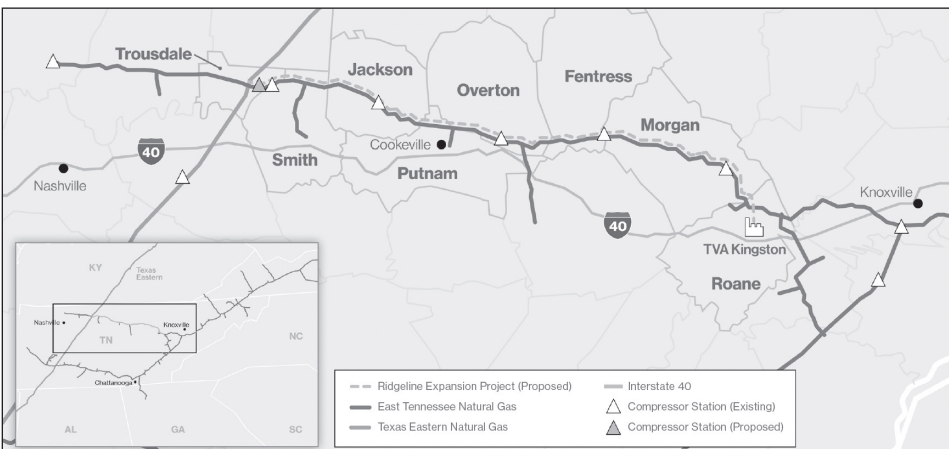 Trousdale
Jackson
Overton
Fentress
Morgan
40
Nashville
Smith
Cookeville
Putnam
40
Knoxville
TVA Kingston
Roane
KY
Texas
Eastern
Nashville
Knoxville
TN
NC
Chattanooga
AL
GA
SC
Ridgeline Expansion Project (Proposed)
East Tennessee Natural Gas
Texas Eastern Natural Gas
Interstate 40
Compressor Station (Existing)
Compressor Station (Proposed)